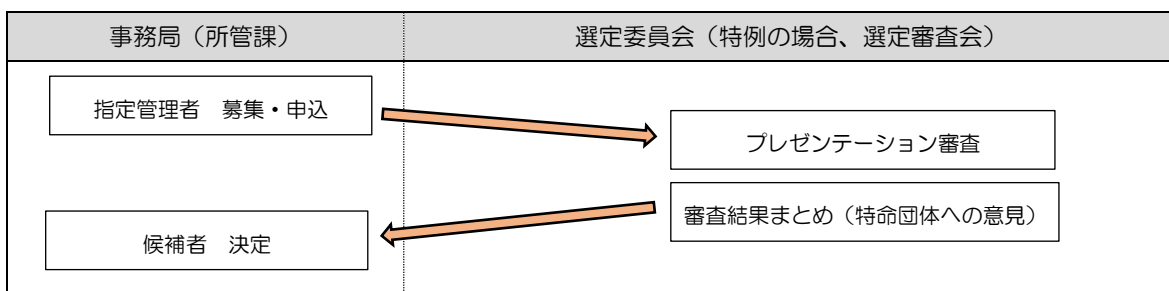 事務局（所管課）
選定委員会（特例の場合、選定審査会）
指定管理者　募集・申込
プレゼンテーション審査
審査結果まとめ（特命団体への意見）
候補者　決定